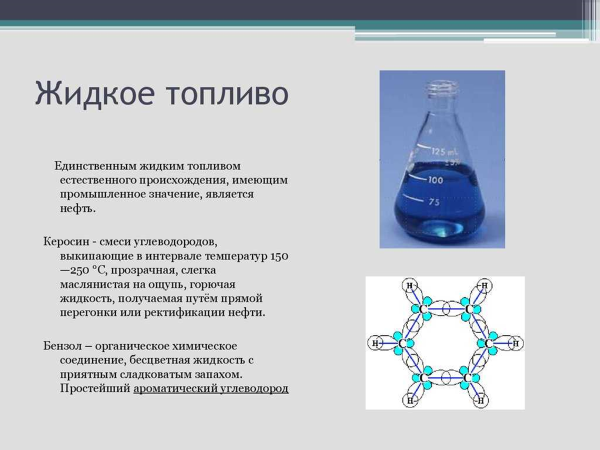 Жидкое топливо
Единственным жидким топливом
естественного происхождения, имеющим
промышленное значение, является
нефть.
Керосин - смеси углеводородов,
выкипающие в интервале температур 150
—250 °С, прозрачная, слегка
маслянистая на ощупь, горючая
жидкость, получаемая путём прямой
перегонки или ректификации нефти.
Бензол – органическое химическое
соединение, бесцветная жидкость с
приятным сладковатым запахом.
Простейший ароматический углеводород
125 mL
100
75
H H
C C
H C C H
C C
H H